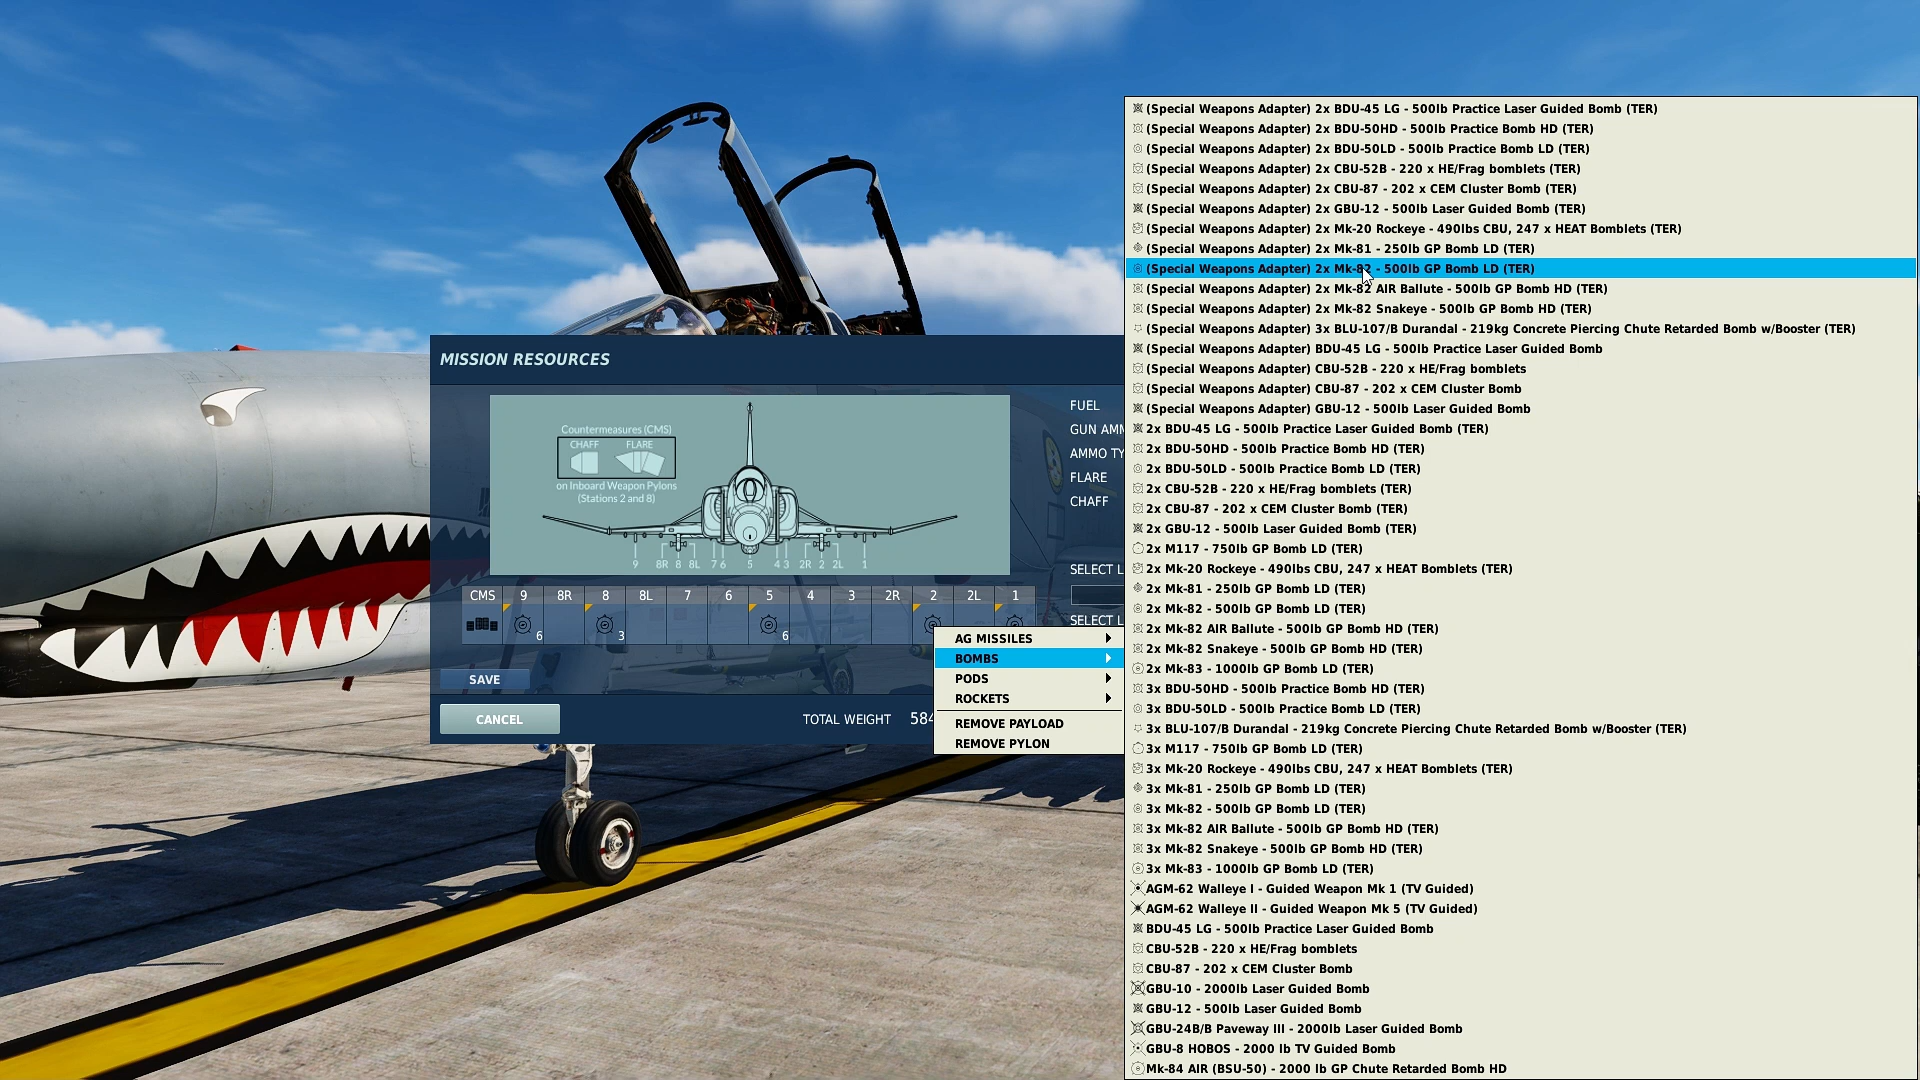 MISSION RESOURCES
Countermeasures (CMS)
CHAFF FLARE
on Inboard Weapon Pylons
(Stations 2 and 8)
9 8R 8 8L 7 6 5 4 3 2R 2 2L 1
FUEL
GUN AMM
AMMO TY
FLARE
CHAFF
SELECT L
SELECT L
CMS 9 8R 8 8L 7 6 5 4 3 2R 2 2L 1
6 3 6
SAVE
CANCEL
TOTAL WEIGHT 584
AG MISSILES
BOMBS
PODS
ROCKETS
REMOVE PAYLOAD
REMOVE PYLON
(Special Weapons Adapter) 2x BDU-45 LG - 500lb Practice Laser Guided Bomb (TER)
(Special Weapons Adapter) 2x BDU-50HD - 500lb Practice Bomb HD (TER)
(Special Weapons Adapter) 2x BDU-50LD - 500lb Practice Bomb LD (TER)
(Special Weapons Adapter) 2x CBU-52B - 220 x HE/Frag bomblets (TER)
(Special Weapons Adapter) 2x CBU-87 - 202 x CEM Cluster Bomb (TER)
(Special Weapons Adapter) 2x GBU-12 - 500lb Laser Guided Bomb (TER)
(Special Weapons Adapter) 2x Mk-20 Rockeye - 490lbs CBU, 247 x HEAT Bomblets (TER)
(Special Weapons Adapter) 2x Mk-81 - 250lb GP Bomb LD (TER)
(Special Weapons Adapter) 2x Mk-82 - 500lb GP Bomb LD (TER)
(Special Weapons Adapter) 2x Mk-82 AIR Ballute - 500lb GP Bomb HD (TER)
(Special Weapons Adapter) 2x Mk-82 Snakeye - 500lb GP Bomb HD (TER)
(Special Weapons Adapter) 3x BLU-107/B Durandal - 219kg Concrete Piercing Chute Retarded Bomb w/Booster (TER)
(Special Weapons Adapter) BDU-45 LG - 500lb Practice Laser Guided Bomb
(Special Weapons Adapter) CBU-52B - 220 x HE/Frag bomblets
(Special Weapons Adapter) CBU-87 - 202 x CEM Cluster Bomb
(Special Weapons Adapter) GBU-12 - 500lb Laser Guided Bomb
2x BDU-45 LG - 500lb Practice Laser Guided Bomb (TER)
2x BDU-50HD - 500lb Practice Bomb HD (TER)
2x BDU-50LD - 500lb Practice Bomb LD (TER)
2x CBU-52B - 220 x HE/Frag bomblets (TER)
2x CBU-87 - 202 x CEM Cluster Bomb (TER)
2x GBU-12 - 500lb Laser Guided Bomb (TER)
2x M117 - 750lb GP Bomb LD (TER)
2x Mk-20 Rockeye - 490lbs CBU, 247 x HEAT Bomblets (TER)
2x Mk-81 - 250lb GP Bomb LD (TER)
2x Mk-82 - 500lb GP Bomb LD (TER)
2x Mk-82 AIR Ballute - 500lb GP Bomb HD (TER)
2x Mk-82 Snakeye - 500lb GP Bomb HD (TER)
2x Mk-83 - 1000lb GP Bomb LD (TER)
3x BDU-50HD - 500lb Practice Bomb HD (TER)
3x BDU-50LD - 500lb Practice Bomb LD (TER)
3x BLU-107/B Durandal - 219kg Concrete Piercing Chute Retarded Bomb w/Booster (TER)
3x M117 - 750lb GP Bomb LD (TER)
3x Mk-20 Rockeye - 490lbs CBU, 247 x HEAT Bomblets (TER)
3x Mk-81 - 250lb GP Bomb LD (TER)
3x Mk-82 - 500lb GP Bomb LD (TER)
3x Mk-82 AIR Ballute - 500lb GP Bomb HD (TER)
3x Mk-82 Snakeye - 500lb GP Bomb HD (TER)
3x Mk-83 - 1000lb GP Bomb LD (TER)
AGM-62 Walleye I - Guided Weapon Mk 1 (TV Guided)
AGM-62 Walleye II - Guided Weapon Mk 5 (TV Guided)
BDU-45 LG - 500lb Practice Laser Guided Bomb
CBU-52B - 220 x HE/Frag bomblets
CBU-87 - 202 x CEM Cluster Bomb
GBU-10 - 2000lb Laser Guided Bomb
GBU-12 - 500lb Laser Guided Bomb
GBU-24B/B Paveway III - 2000lb Laser Guided Bomb
GBU-8 HOBOS - 2000 lb TV Guided Bomb
Mk-84 AIR (BSU-50) - 2000 lb GP Chute Retarded Bomb HD